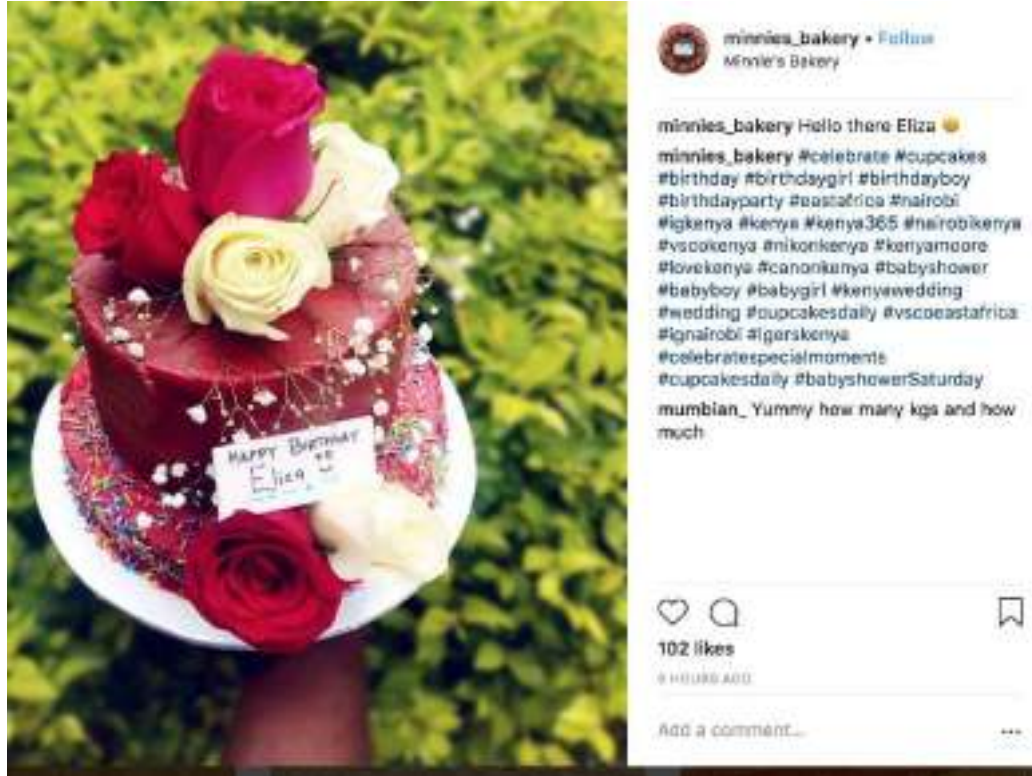 HAPPY BIRTHDAY
Eliza
minnies_bakery • Follow
Minnie's Bakery
minnies_bakery Hello there Eliza 😀
minnies_bakery #celebrate #cupcakes
#birthday #birthdaygirl #birthdayboy
#birthdayparty #eastafrica #nairobi
#igkenya #kenya #kenya365 #nairobikenya
#vscokenya #nikonkenya #kenyamoore
#lovekenya #canonkenya #babyshower
#babyboy #babygirl #kenyawedding
#wedding #cupcakesdaily #vscoeastafrica
#ignairobi #igerskenya
#celebratespecialmoments
#cupcakesdaily #babyshowerSaturday
mumbian_ Yummy how many kgs and how
much
102 likes
HOURS AGO
Add a comment...